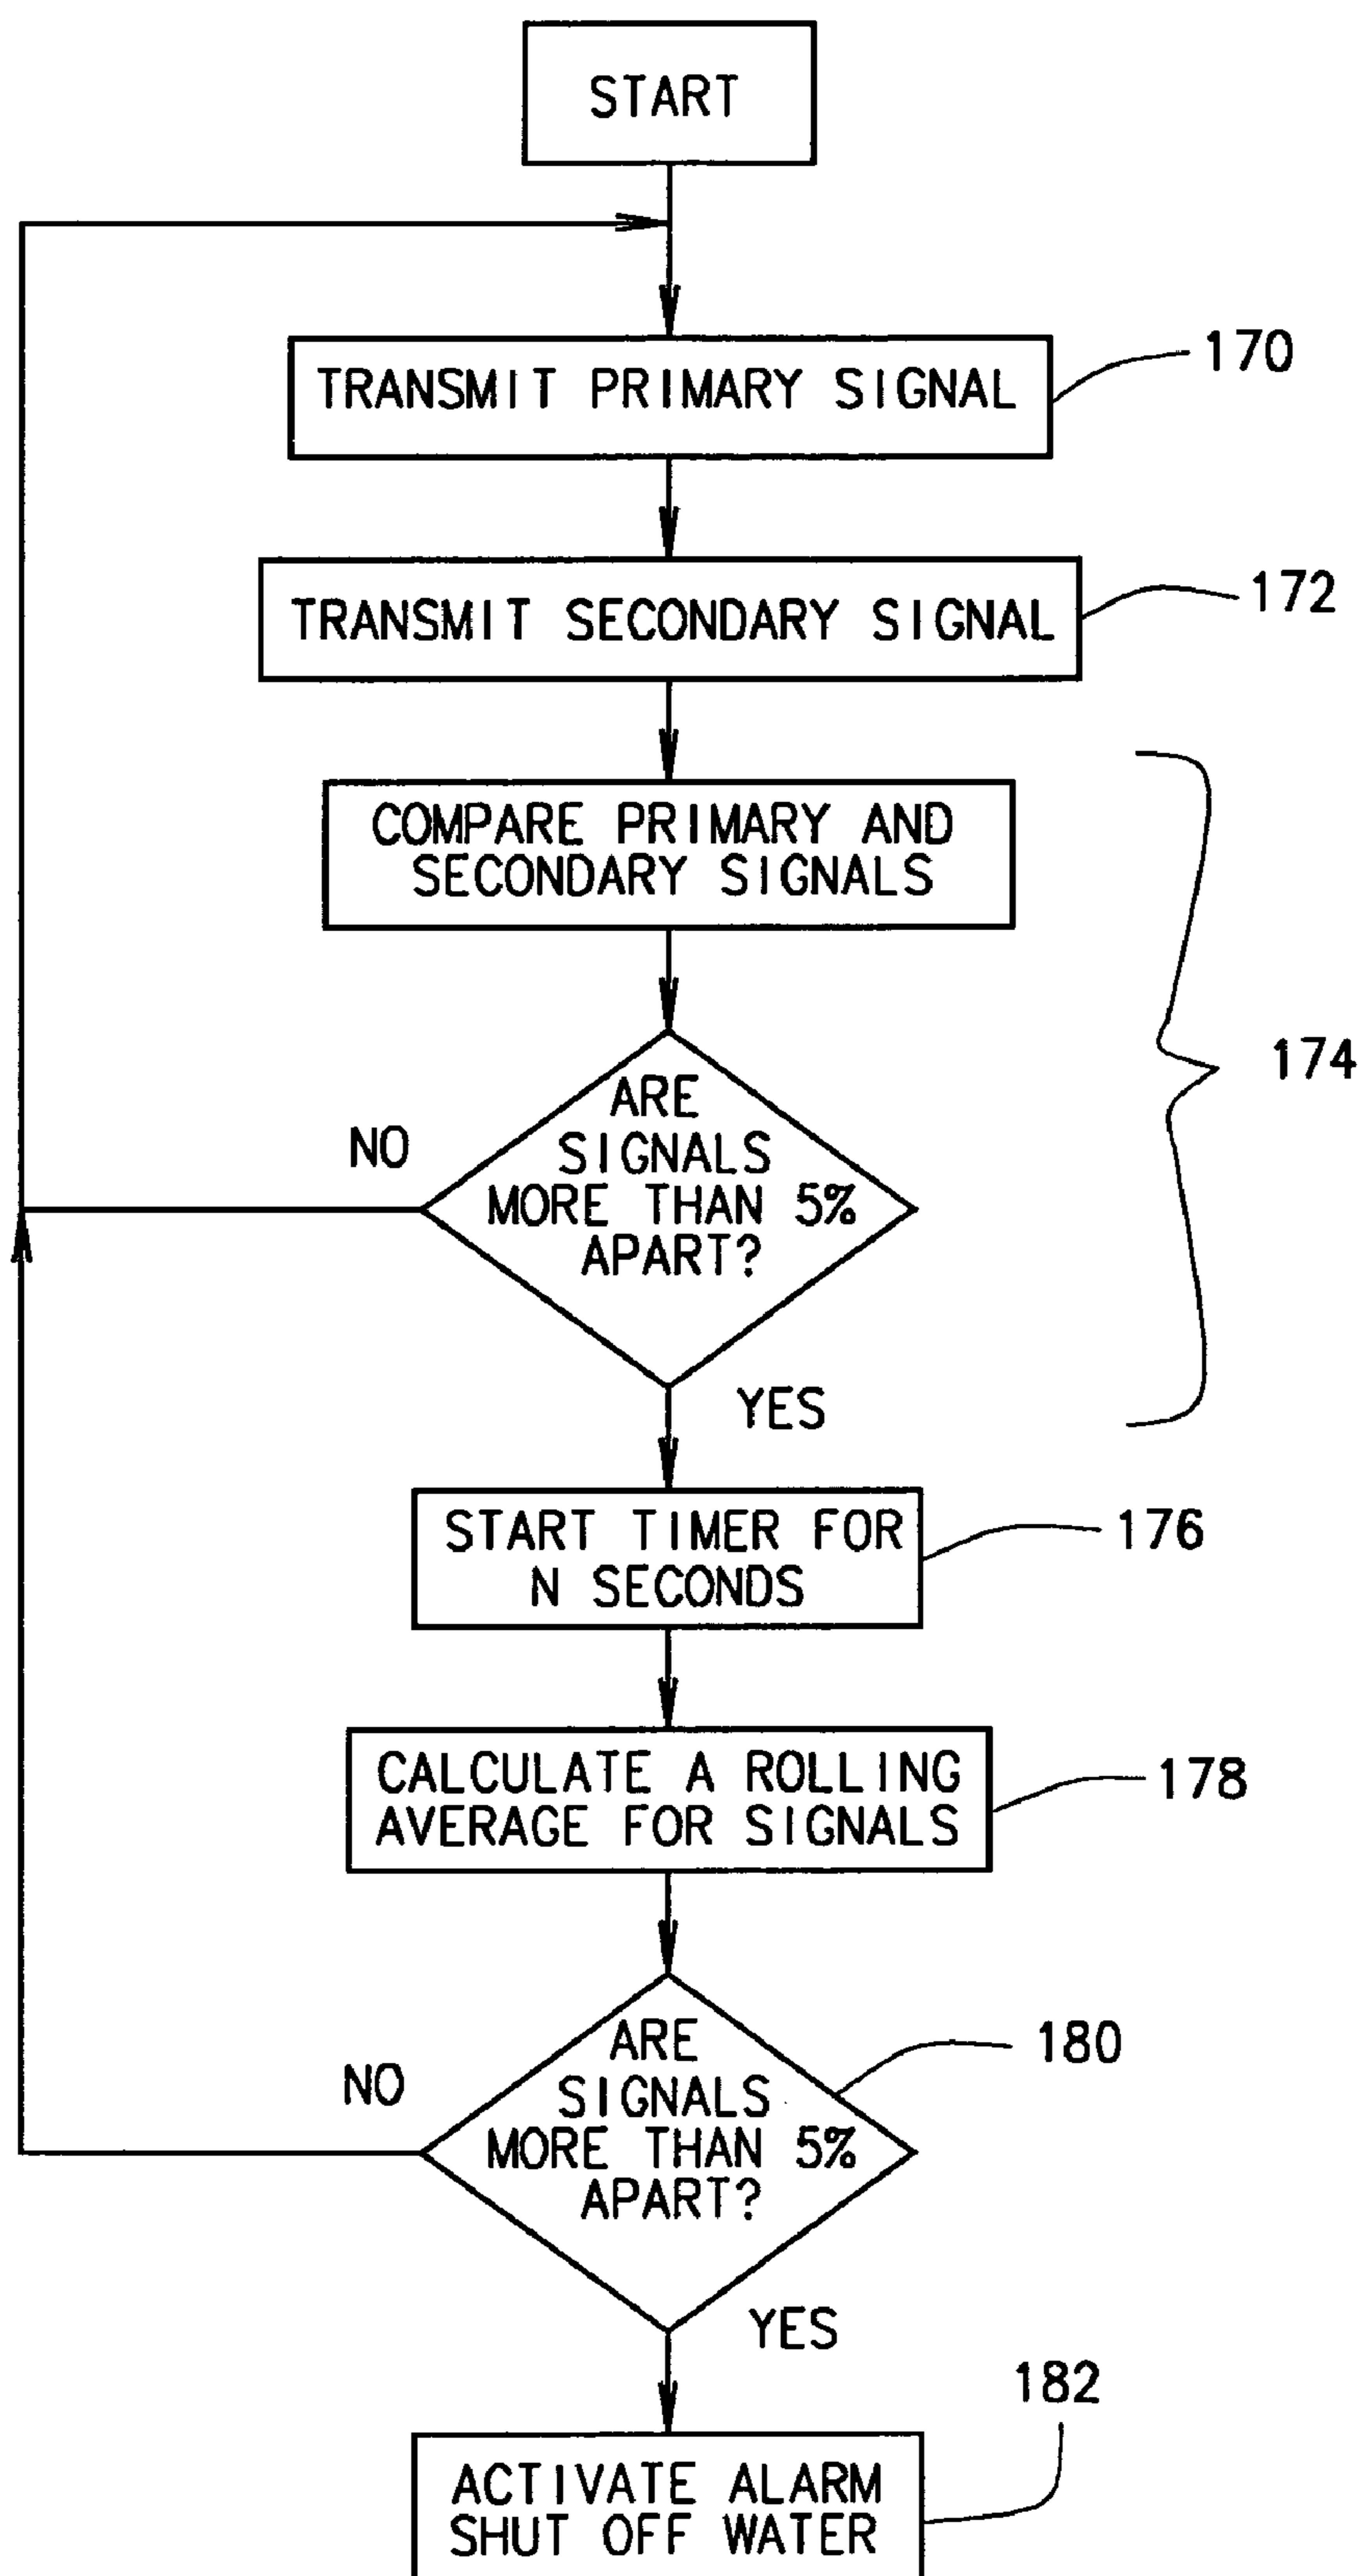 START
TRANSMIT PRIMARY SIGNAL
170
TRANSMIT SECONDARY SIGNAL
172
COMPARE PRIMARY AND
SECONDARY SIGNALS
174
ARE
SIGNALS
MORE THAN 5%
APART?
NO
YES
START TIMER FOR
N SECONDS
176
CALCULATE A ROLLING
AVERAGE FOR SIGNALS
178
ARE
SIGNALS
MORE THAN 5%
APART?
180
NO
YES
182
ACTIVATE ALARM
SHUT OFF WATER